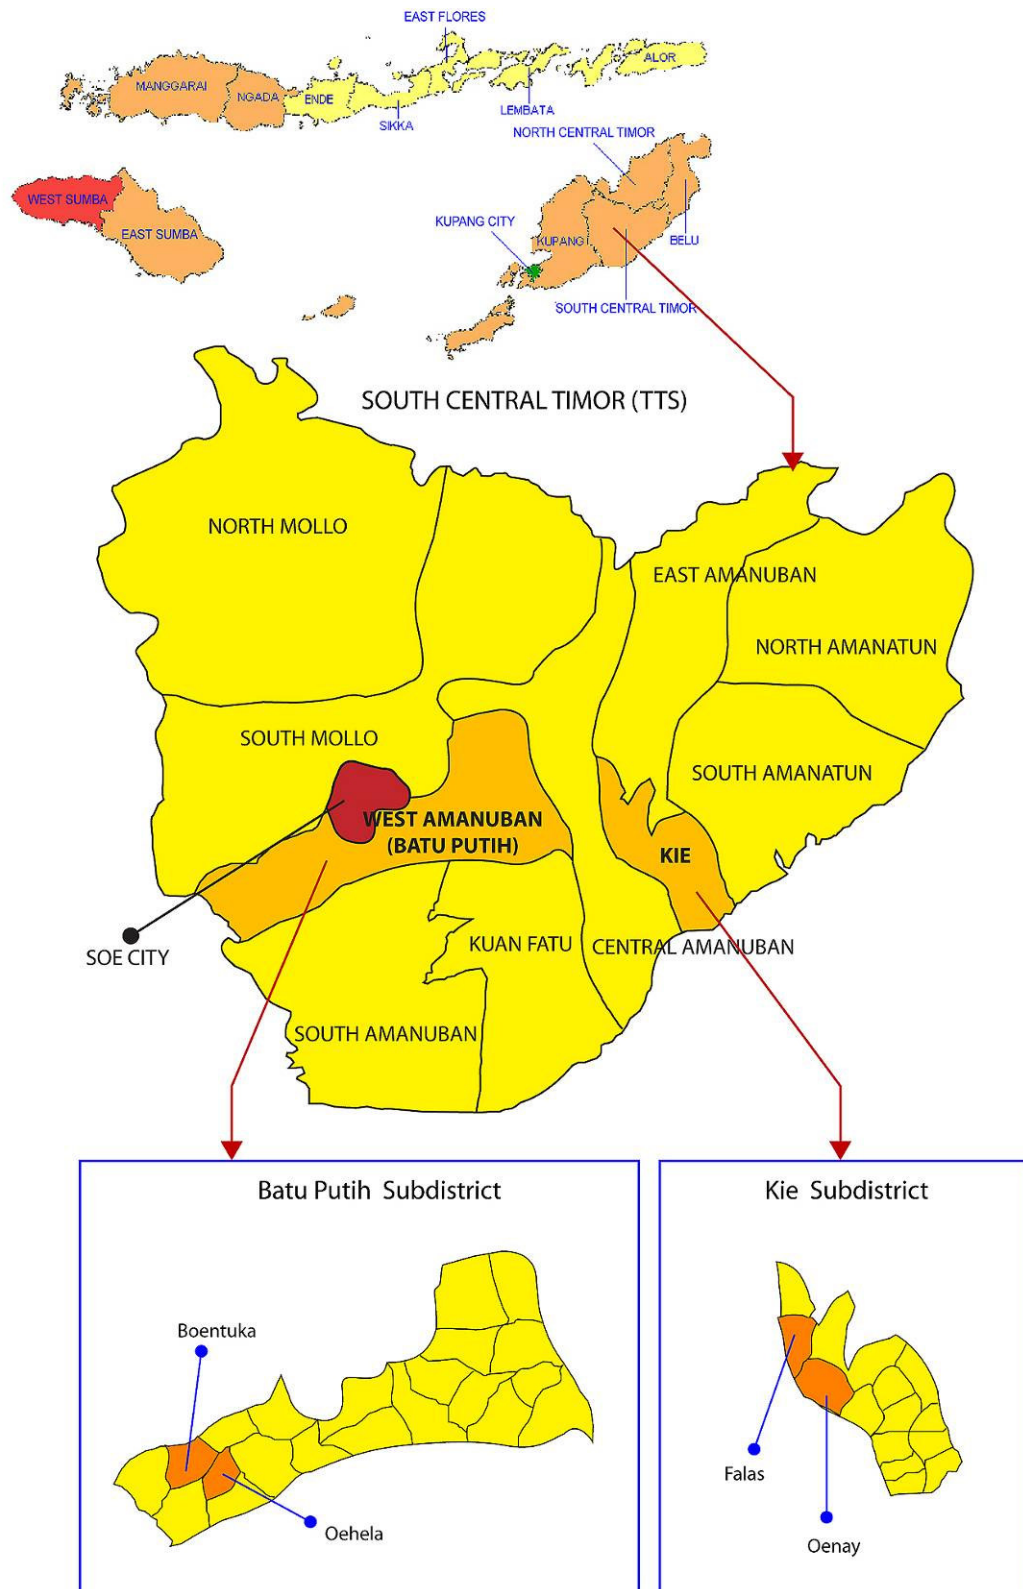 EAST FLORES
ALOR
MANGGARAI
NGADA
ENDE
SIKKA
LEMBATA
NORTH CENTRAL TIMOR
WEST SUMBA
EAST SUMBA
KUPANG CITY
KUPANG
BELU
SOUTH CENTRAL TIMOR
SOUTH CENTRAL TIMOR (TTS)
NORTH MOLLO
EAST AMANUBAN
NORTH AMANATUN
SOUTH MOLLO
SOUTH AMANATUN
WEST AMANUBAN
(BATU PUTIH)
KIE
SOE CITY
KUAN FATU
CENTRAL AMANUBAN
SOUTH AMANUBAN
Batu Putih Subdistrict
Boentuka
Oehela
Kie Subdistrict
Falas
Oenay